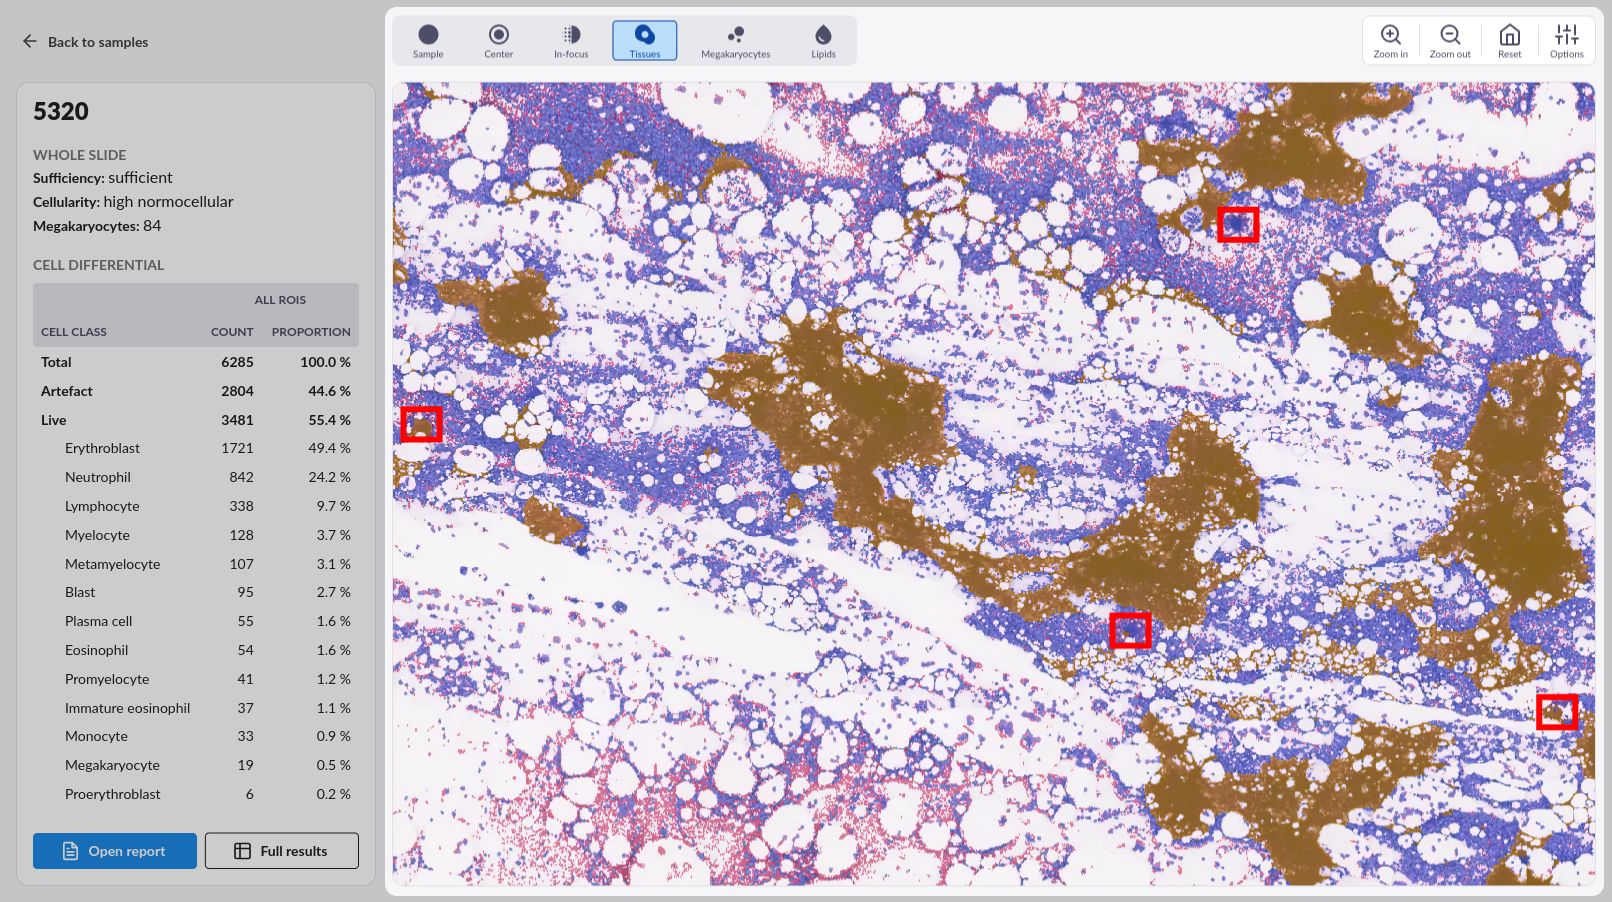 Back to samples
Sample
Center
In-focus
Tissues
Megakaryocytes
Lipids
Zoom in
Zoom out
Reset
Options
5320
WHOLE SLIDE
Sufficiency: sufficient
Cellularity: high normocellular
Megakaryocytes: 84
CELL DIFFERENTIAL
ALL ROIS
CELL CLASS COUNT PROPORTION
Total 6285 100.0 %
Artefact 2804 44.6 %
Live 3481 55.4 %
Erythroblast 1721 49.4 %
Neutrophil 842 24.2 %
Lymphocyte 338 9.7 %
Myelocyte 128 3.7 %
Metamyelocyte 107 3.1 %
Blast 95 2.7 %
Plasma cell 55 1.6 %
Eosinophil 54 1.6 %
Promyelocyte 41 1.2 %
Immature eosinophil 37 1.1 %
Monocyte 33 0.9 %
Megakaryocyte 19 0.5 %
Proerythroblast 6 0.2 %
Open report
Full results